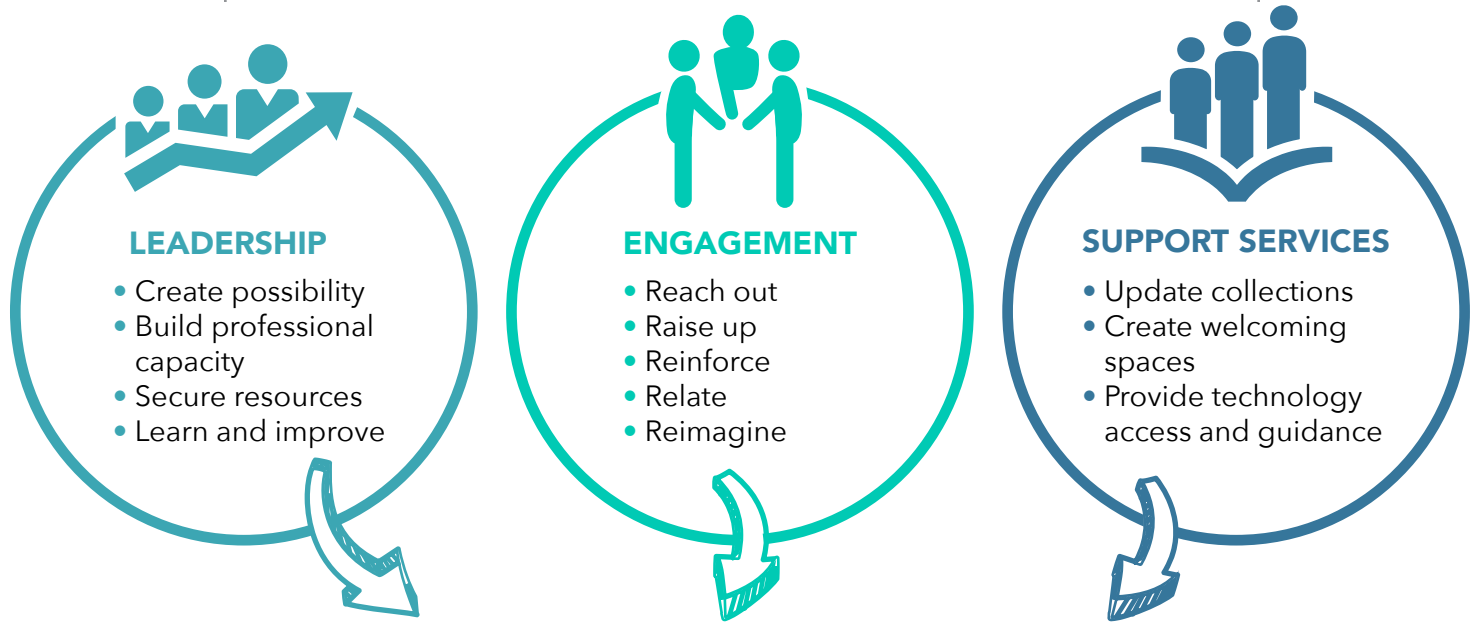 LEADERSHIP
• Create possibility
• Build professional
capacity
• Secure resources
• Learn and improve
ENGAGEMENT
• Reach out
• Raise up
• Reinforce
• Relate
• Reimagine
SUPPORT SERVICES
• Update collections
• Create welcoming
spaces
• Provide technology
access and guidance